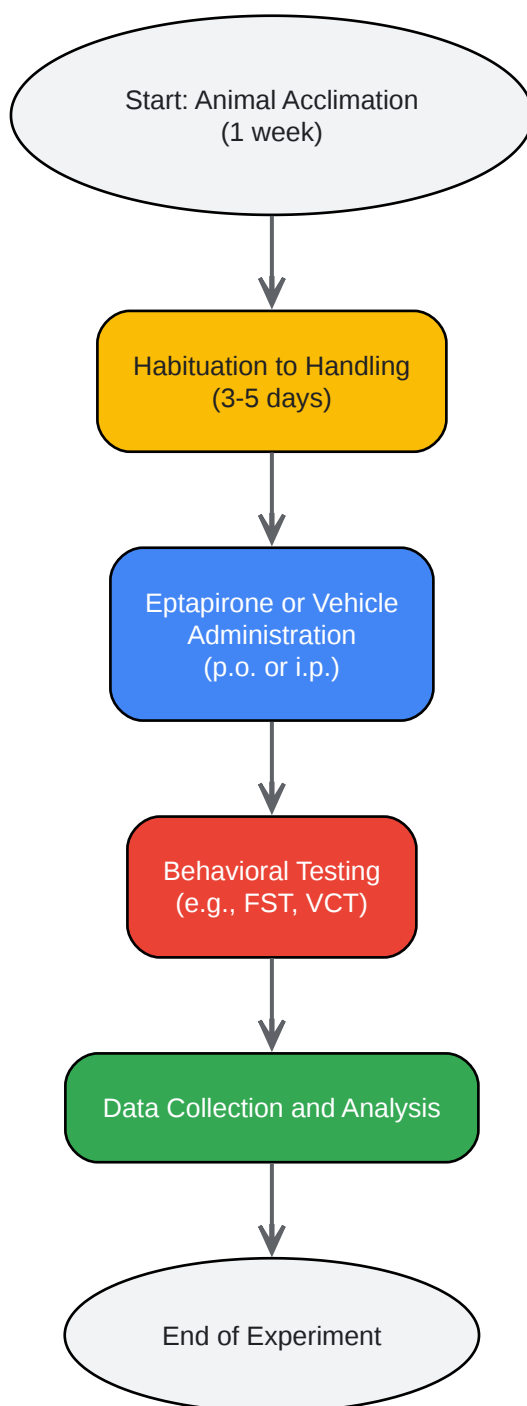 Start: Animal Acclimation
(1 week)
Habituation to Handling
(3-5 days)
Eptapirone or Vehicle
Administration
(p.o. or i.p.)
Behavioral Testing
(e.g., FST, VCT)
Data Collection and Analysis
End of Experiment